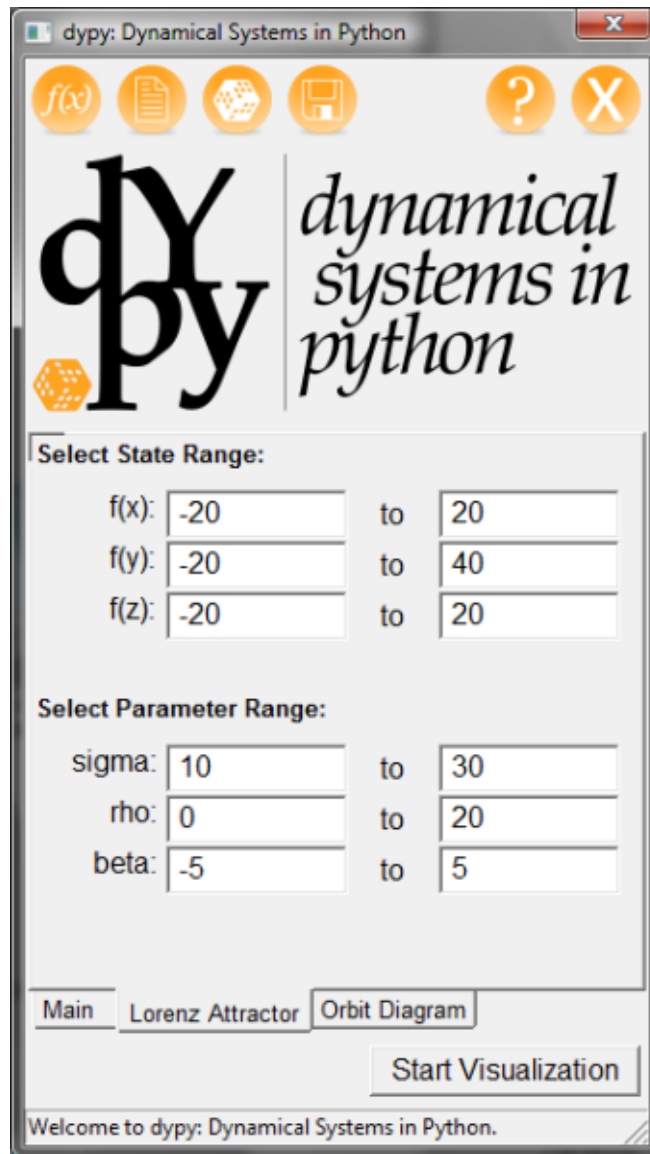 dypy: Dynamical Systems in Python
f(x)
?
X
dypy
dynamical
systems in
python
Select State Range:
f(x): -20 to 20
f(y): -20 to 40
f(z): -20 to 20
Select Parameter Range:
sigma: 10 to 30
rho: 0 to 20
beta: -5 to 5
Main Lorenz Attractor Orbit Diagram
Start Visualization
Welcome to dypy: Dynamical Systems in Python.